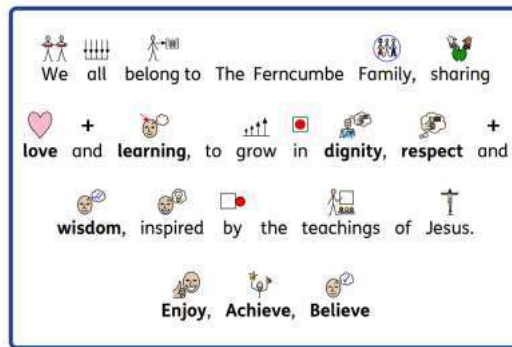 We all belong to The Ferncumbe Family, sharing
love and learning, to grow in dignity, respect and
wisdom, inspired by the teachings of Jesus.
Enjoy, Achieve, Believe